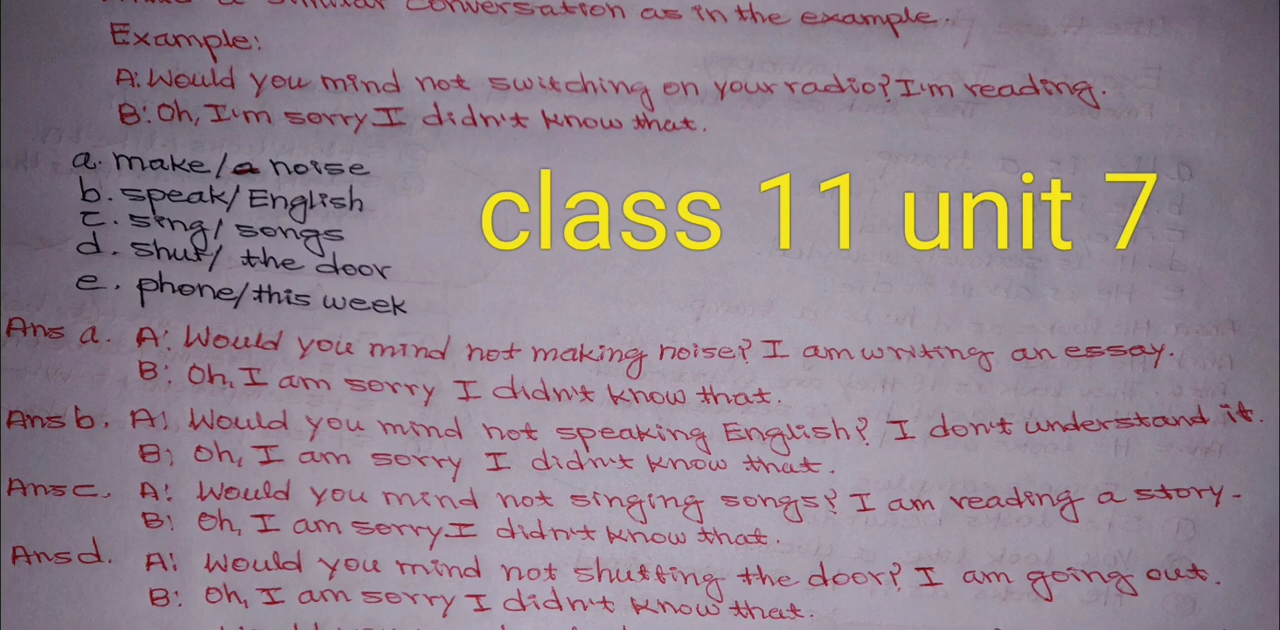 a similar conversation as in the example.
Example:
A: Would you mind not switching on your radio? I'm reading.
B: Oh, I'm sorry I didn't know that.
a. make/a noise
b. speak/ English
c. sing/ songs
d. shut/ the door
e. phone/this week
class 11 unit 7
Ans a. A: Would you mind not making noise? I am writing an essay.
B: Oh, I am sorry I didn't know that.
Ans b. A: Would you mind not speaking English? I don't understand it.
B: Oh, I am sorry I didn't know that.
Ans c. A: Would you mind not singing songs? I am reading a story.
B: Oh, I am sorry I didn't know that.
Ans d. A: Would you mind not shutting the door? I am going out.
B: Oh, I am sorry I didn't know that.